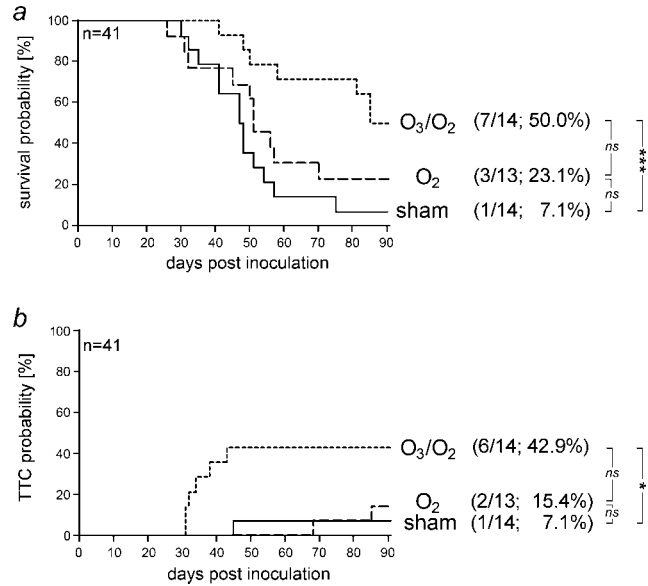 a
survival probability [%]
100
80
60
40
20
0
n=41
0 10 20 30 40 50 60 70 80 90
days post inoculation
O₃/O₂ (7/14; 50.0%)
O₂ (3/13; 23.1%)
sham (1/14; 7.1%)
ns
ns
***
b
TTC probability [%]
100
80
60
40
20
0
n=41
0 10 20 30 40 50 60 70 80 90
days post inoculation
O₃/O₂ (6/14; 42.9%)
O₂ (2/13; 15.4%)
sham (1/14; 7.1%)
ns
ns
*